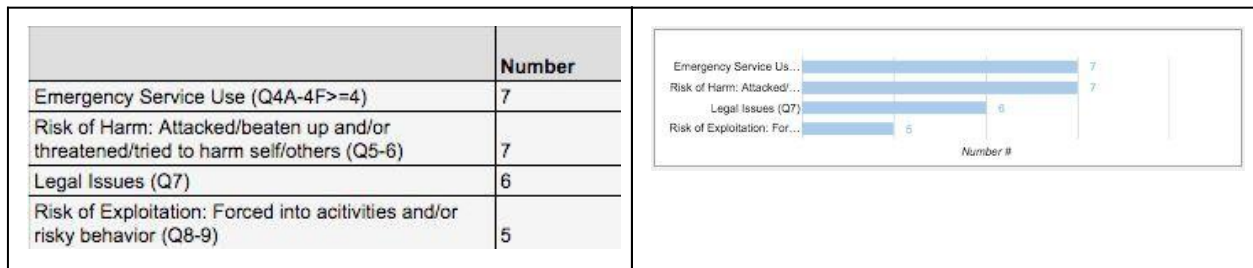 Number
Emergency Service Use (Q4A-4F>=4) 7
Risk of Harm: Attacked/beaten up and/or
threatened/tried to harm self/others (Q5-6) 7
Legal Issues (Q7) 6
Risk of Exploitation: Forced into acitivities and/or
risky behavior (Q8-9) 5
Emergency Service Us... 7
Risk of Harm: Attacked/... 7
Legal Issues (Q7) 6
Risk of Exploitation: For... 5
Number #